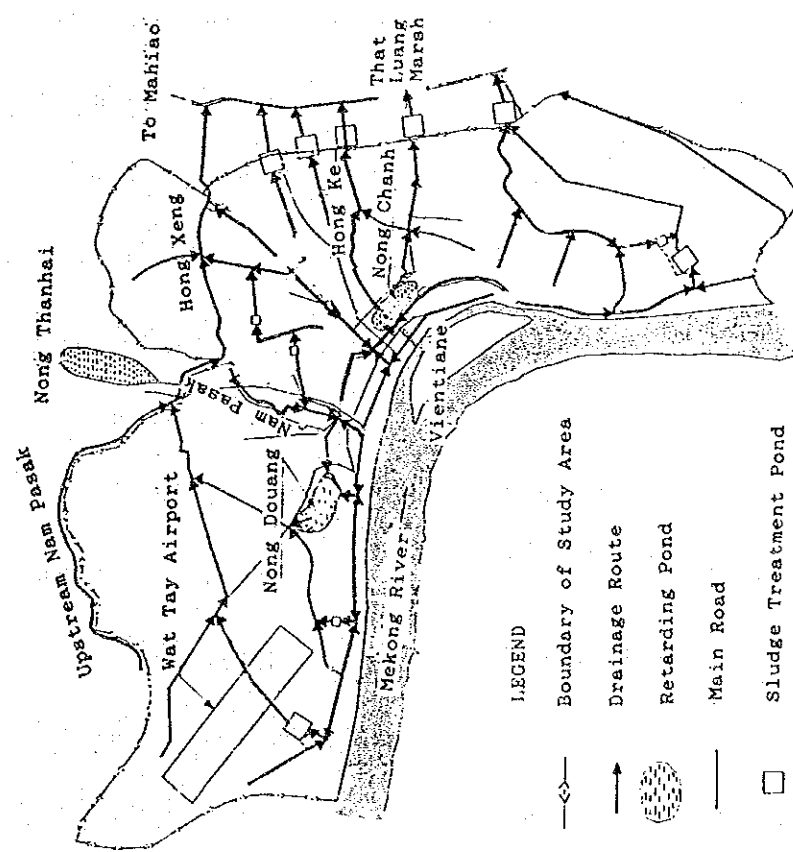 To Mahiao
Nong Thanhai
Upstream Nam Pasak
Hong Xeng
That
Luang
Marsh
Nam Pasak
Wat Tay Airport
Hong Ke
Nong Chanh
Nong Douang
Vientiane
Mekong River
LEGEND
Boundary of Study Area
Drainage Route
Retarding Pond
Main Road
Sludge Treatment Pond